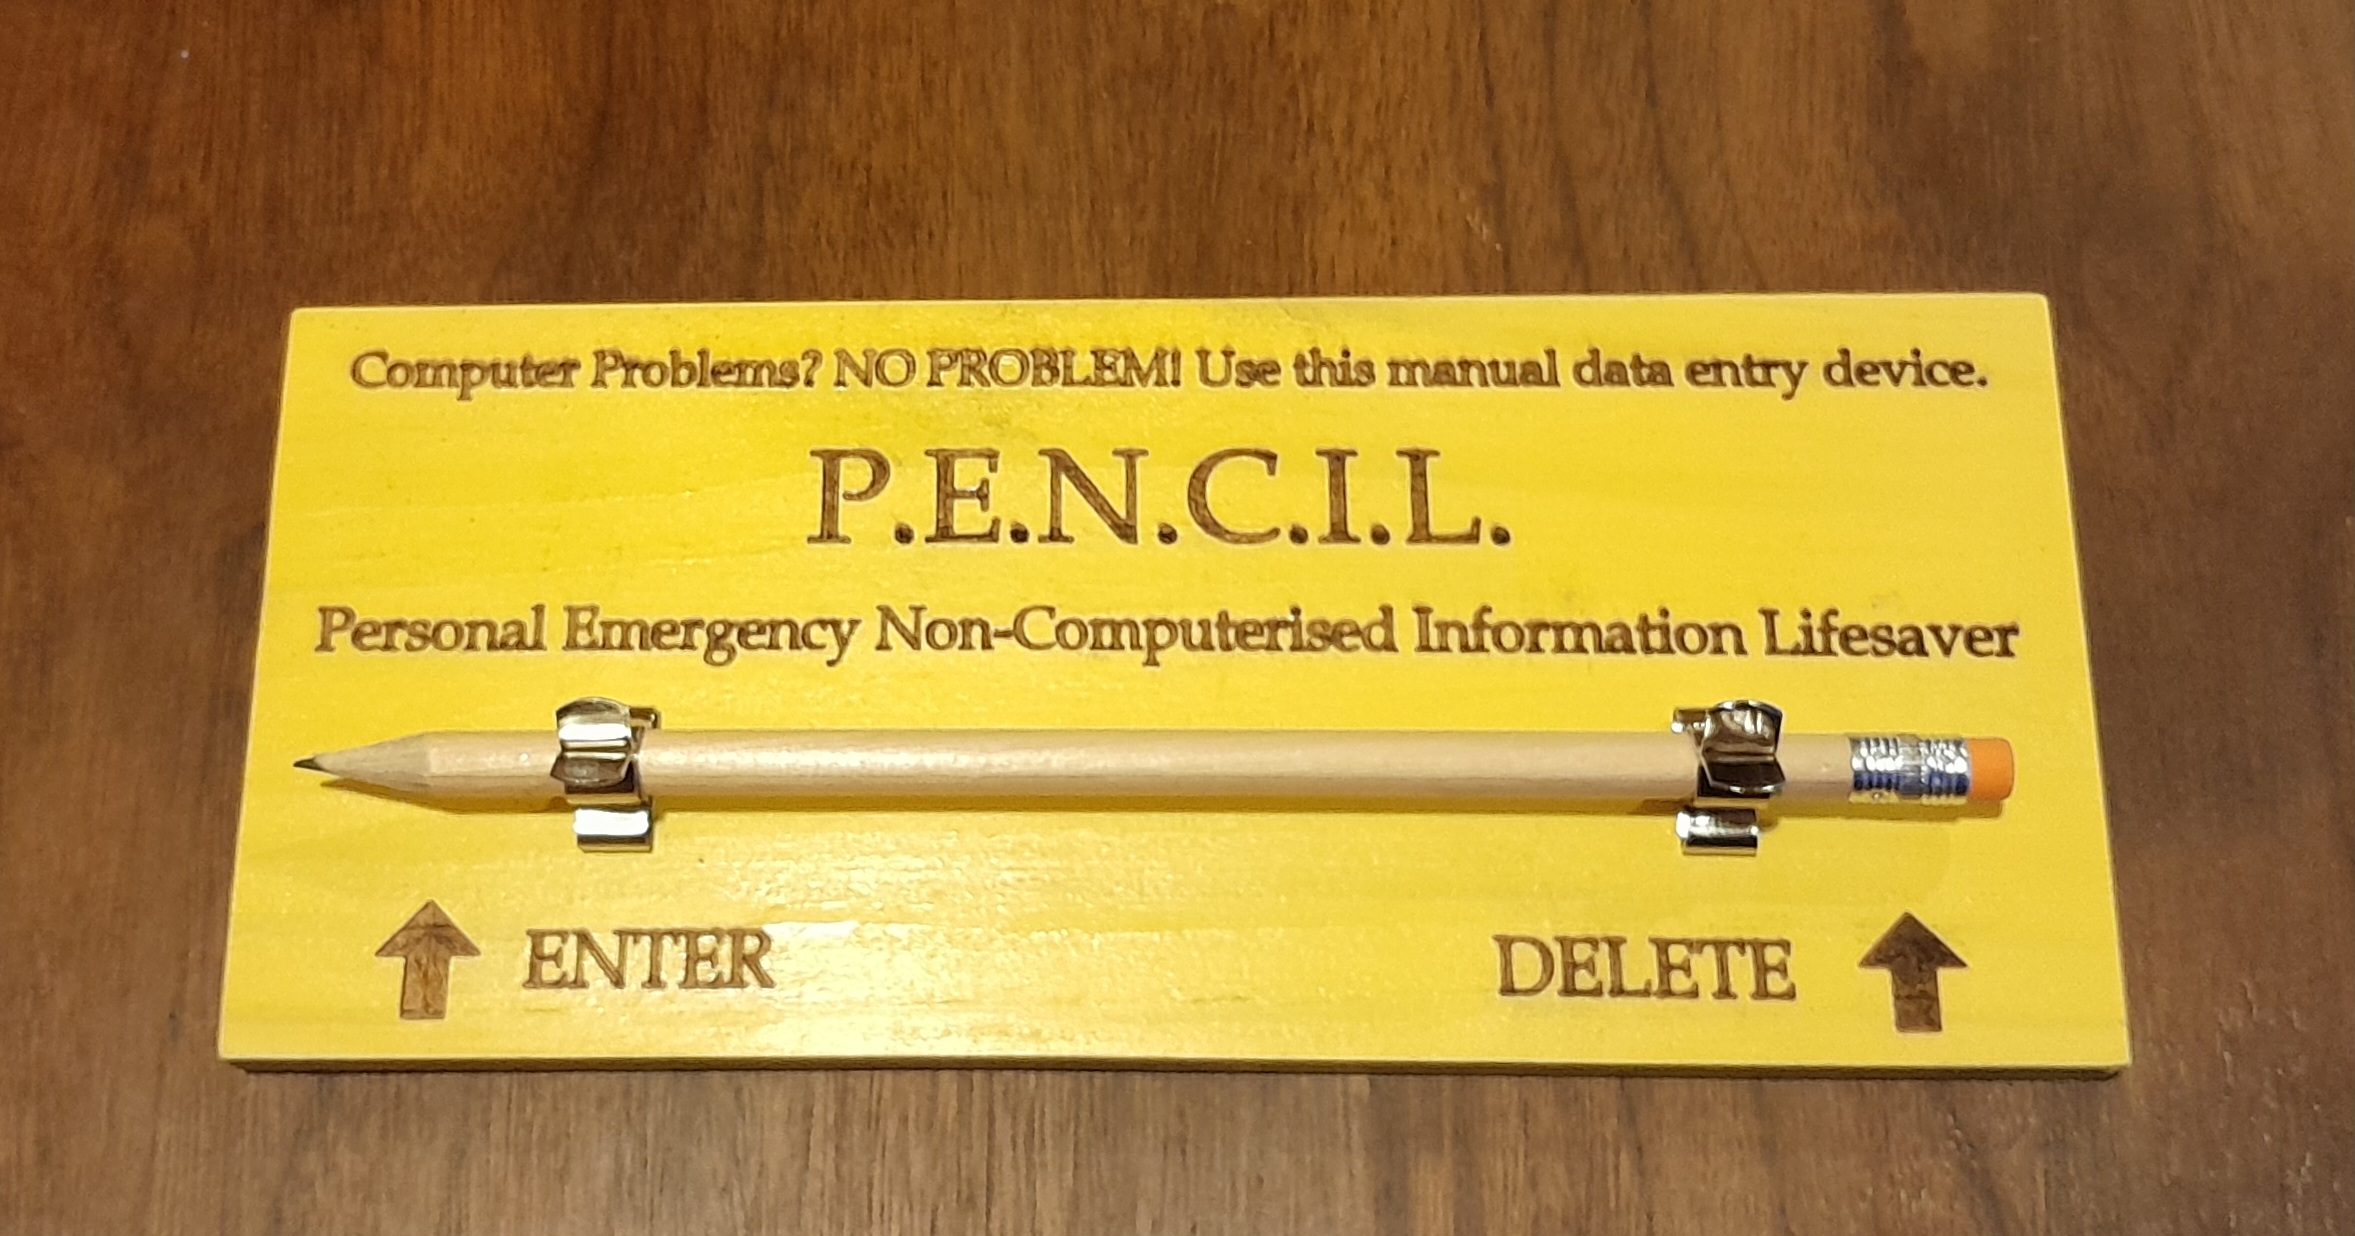 Computer Problems? NO PROBLEM! Use this manual data entry device.
P.E.N.C.I.L.
Personal Emergency Non-Computerised Information Lifesaver
ENTER
DELETE